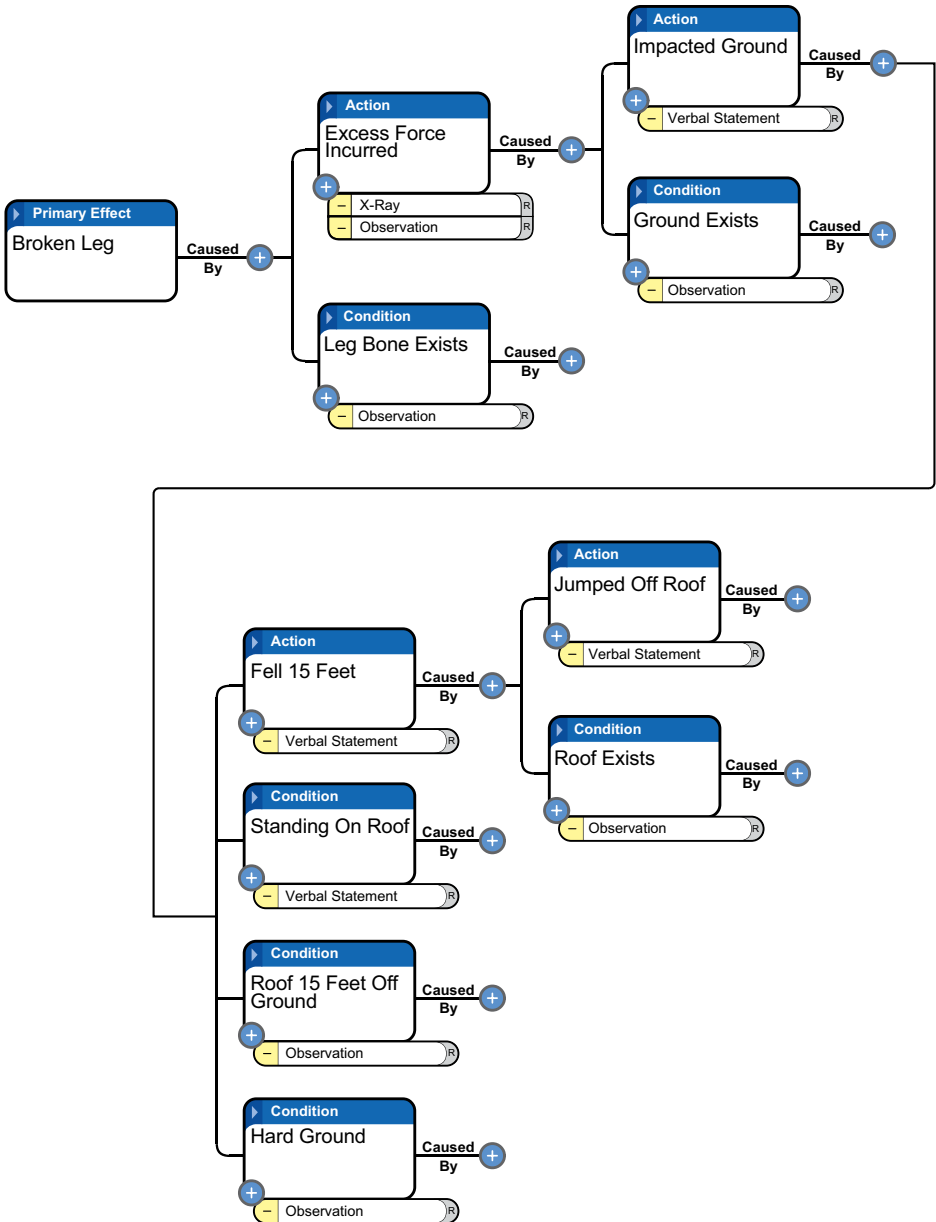 Primary Effect
Broken Leg
Caused
By
Action
Excess Force
Incurred
X-Ray
R
Observation
R
Caused
By
Condition
Leg Bone Exists
Observation
R
Caused
By
Action
Impacted Ground
Verbal Statement
R
Caused
By
Condition
Ground Exists
Observation
R
Caused
By
Action
Fell 15 Feet
Verbal Statement
R
Caused
By
Action
Jumped Off Roof
Verbal Statement
R
Caused
By
Condition
Roof Exists
Observation
R
Caused
By
Condition
Standing On Roof
Verbal Statement
R
Caused
By
Condition
Roof 15 Feet Off
Ground
Observation
R
Caused
By
Condition
Hard Ground
Observation
R
Caused
By